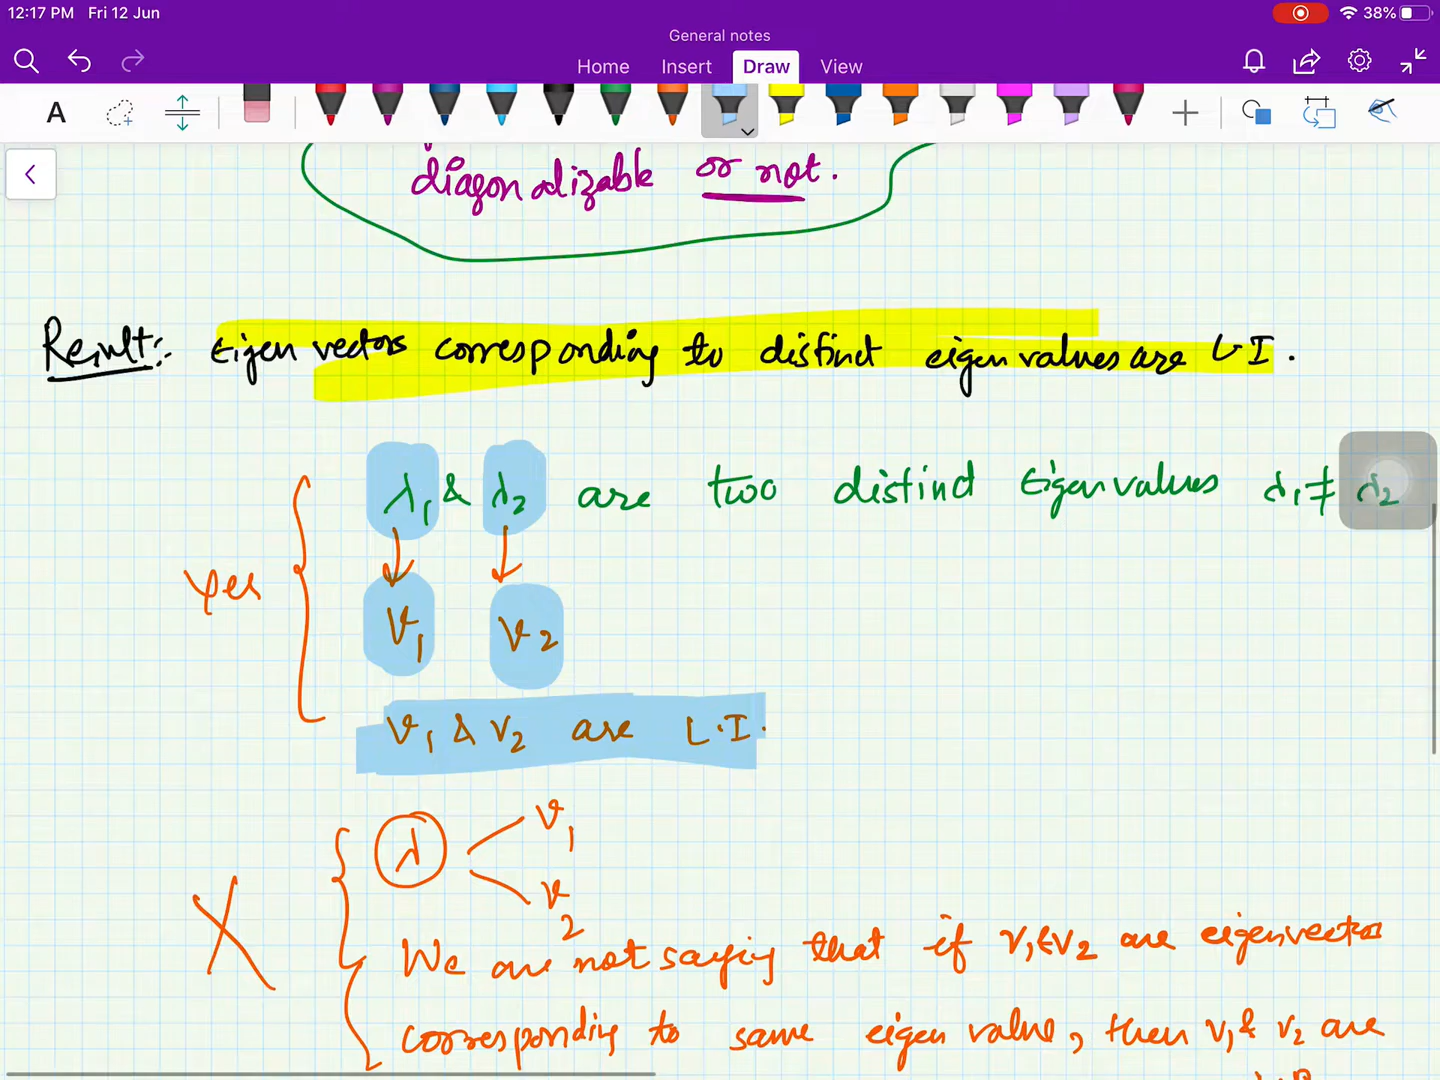 12:17 PM Fri 12 Jun
38%
General notes
Home Insert Draw View
A
diagonalizable or not.
Result:- Eigen vectors corresponding to distinct eigen values are L.I.
λ1 & λ2 are two distinct Eigenvalues λ1 ≠ λ2
Yes
v1 v2
v1 & v2 are L.I.
λ v1
v2
X
We are not saying that if v1 & v2 are eigenvectors
corresponding to same eigen value, then v1 & v2 are